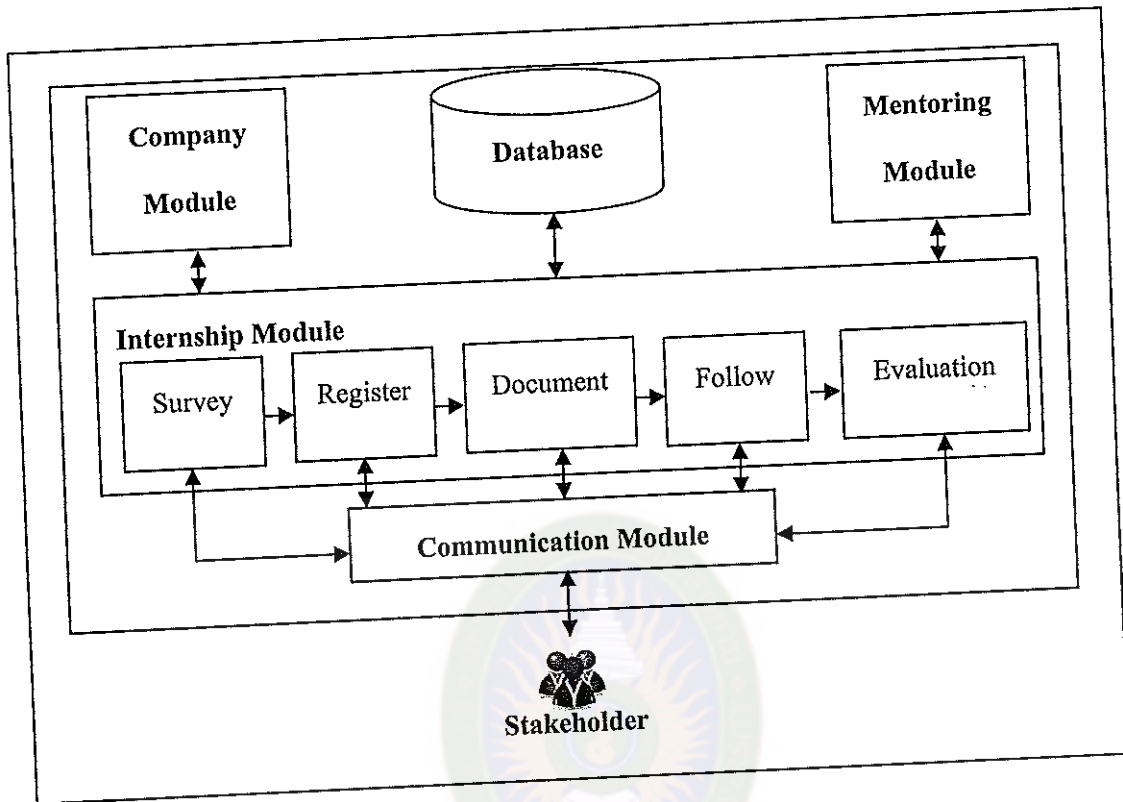 Company
Module
Database
Mentoring
Module
Internship Module
Survey
Register
Document
Follow
Evaluation
Communication Module
Stakeholder